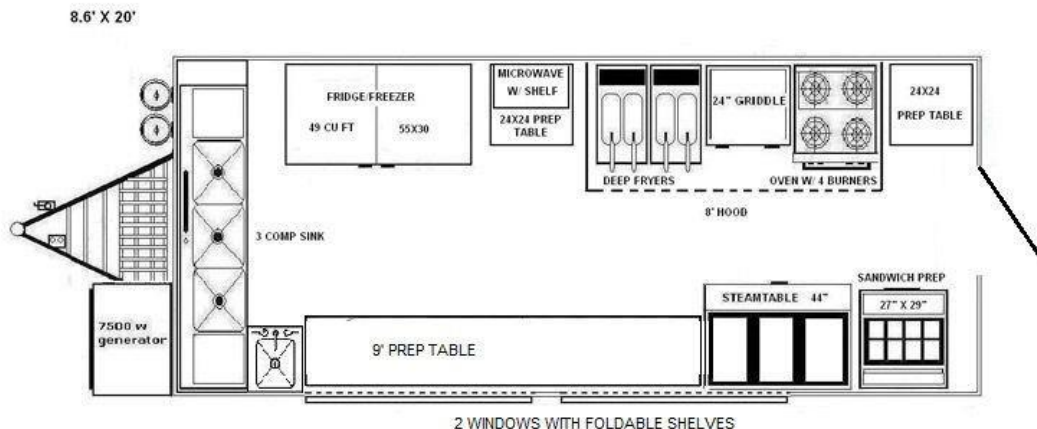 8.6' X 20'
FRIDGE/FREEZER
49 CU FT 55X30
MICROWAVE
W/ SHELF
24X24 PREP
TABLE
24" GRIDDLE
24X24
PREP TABLE
DEEP FRYERS
OVEN W/ 4 BURNERS
8' HOOD
3 COMP SINK
SANDWICH PREP
STEAMTABLE 44"
27" X 29"
7500 w
generator
9' PREP TABLE
2 WINDOWS WITH FOLDABLE SHELVES